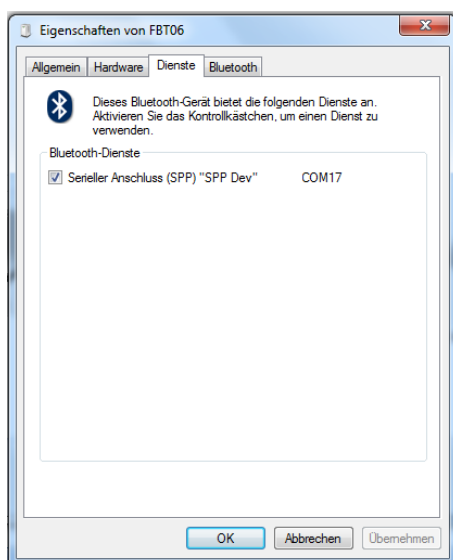 Eigenschaften von FBT06
Allgemein Hardware Dienste Bluetooth
Dieses Bluetooth-Gerät bietet die folgenden Dienste an.
Aktivieren Sie das Kontrollkästchen, um einen Dienst zu
verwenden.
Bluetooth-Dienste
Serieller Anschluss (SPP) "SPP Dev" COM17
OK Abbrechen Übernehmen